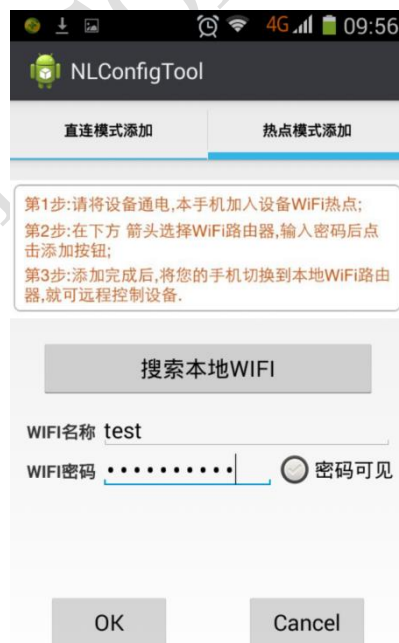 4G 09:56
NLConfigTool
直连模式添加 热点模式添加
第1步:请将设备通电,本手机加入设备WiFi热点;
第2步:在下方 箭头选择WiFi路由器,输入密码后点
击添加按钮;
第3步:添加完成后,将您的手机切换到本地WiFi路由
器,就可远程控制设备.
搜索本地WIFI
WIFI名称 test
WIFI密码 •••••••••• 密码可见
OK Cancel